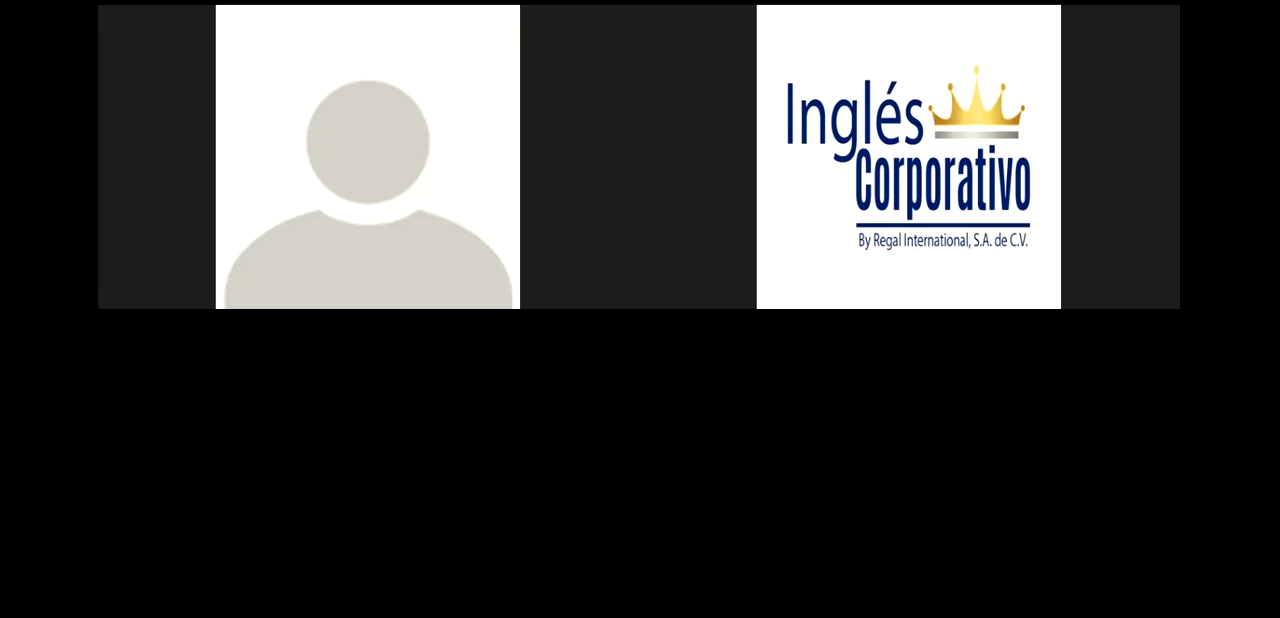 Inglés
Corporativo
By Regal International, S.A. de C.V.